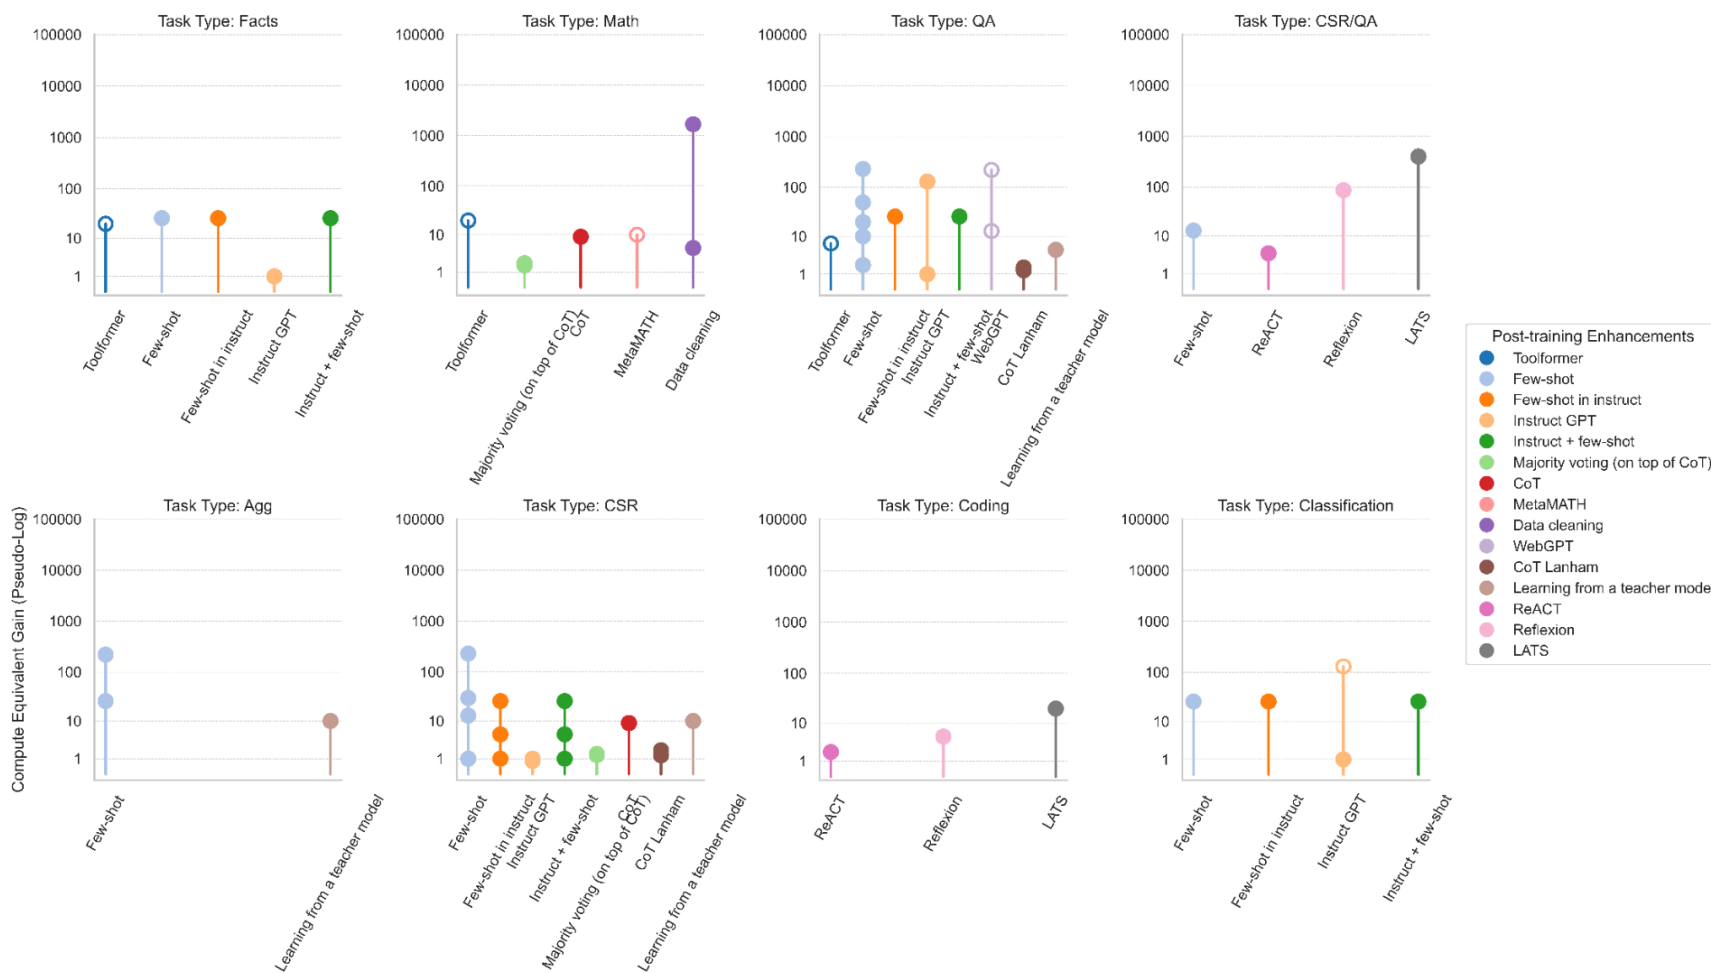 Task Type: Facts
100000
10000
1000
100
10
1
Toolformer
Few-shot
Few-shot in instruct
Instruct GPT
Instruct + few-shot
Task Type: Math
100000
10000
1000
100
10
1
Toolformer
Majority voting (on top of CoT)
CoT
MetaMATH
Data cleaning
Task Type: QA
100000
10000
1000
100
10
1
Toolformer
Few-shot
Few-shot in instruct
Instruct GPT
Instruct + few-shot
WebGPT
CoT Lanham
Learning from a teacher model
Task Type: CSR/QA
100000
10000
1000
100
10
1
Few-shot
ReACT
Reflexion
LATS
Post-training Enhancements
Toolformer
Few-shot
Few-shot in instruct
Instruct GPT
Instruct + few-shot
Majority voting (on top of CoT)
CoT
MetaMATH
Data cleaning
WebGPT
CoT Lanham
Learning from a teacher mode
ReACT
Reflexion
LATS
Compute Equivalent Gain (Pseudo-Log)
Task Type: Agg
100000
10000
1000
100
10
1
Few-shot
Learning from a teacher model
Task Type: CSR
100000
10000
1000
100
10
1
Few-shot
Few-shot in instruct
Instruct GPT
Instruct + few-shot
Majority voting (on top of CoT)
CoT
CoT Lanham
Learning from a teacher model
Task Type: Coding
100000
10000
1000
100
10
1
ReACT
Reflexion
LATS
Task Type: Classification
100000
10000
1000
100
10
1
Few-shot
Few-shot in instruct
Instruct GPT
Instruct + few-shot